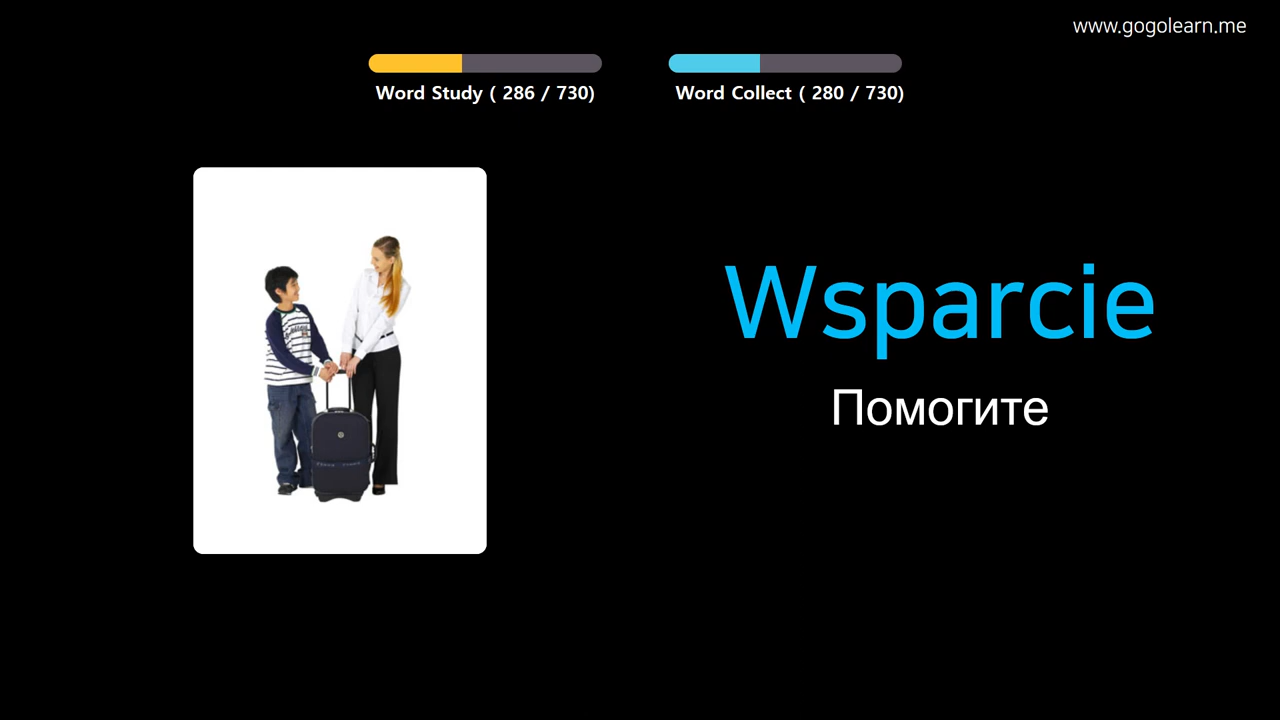 www.gogolearn.me
Word Study ( 286 / 730)
Word Collect ( 280 / 730)
Wsparcie
Помогите